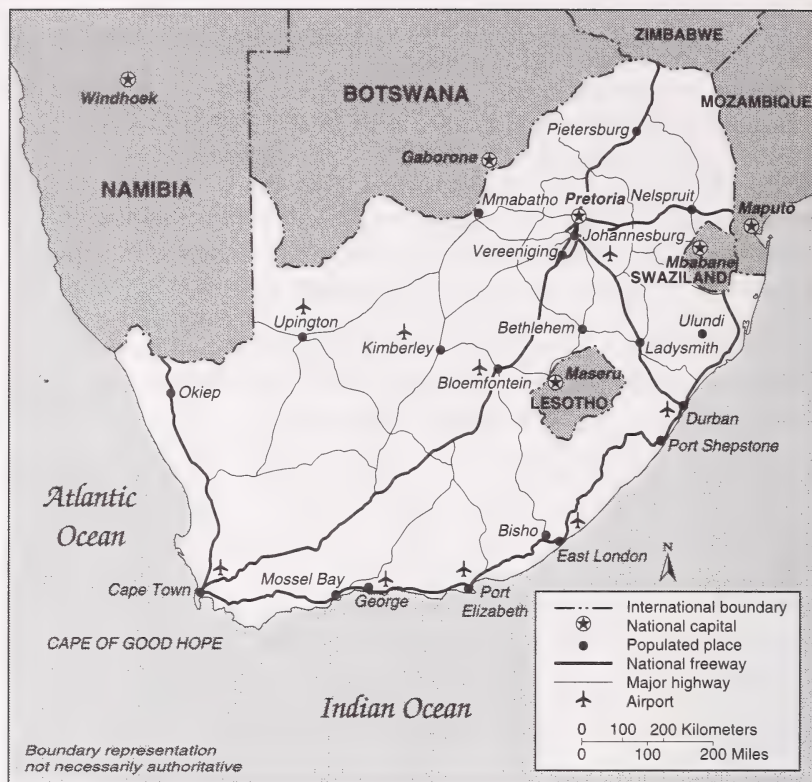 ZIMBABWE
Windhoek
BOTSWANA
MOZAMBIQUE
Pietersburg
Gaborone
NAMIBIA
Mmabatho
Pretoria
Nelspruit
Maputo
Johannesburg
Vereeniging
Mbabane
SWAZILAND
Upington
Kimberley
Bethlehem
Ulundi
Ladysmith
Bloemfontein
Maseru
LESOTHO
Okiep
Durban
Port Shepstone
Atlantic
Ocean
Bisho
East London
N
Cape Town
Mossel Bay
George
Port
Elizabeth
CAPE OF GOOD HOPE
Indian Ocean
International boundary
National capital
Populated place
National freeway
Major highway
Airport
0 100 200 Kilometers
0 100 200 Miles
Boundary representation
not necessarily authoritative